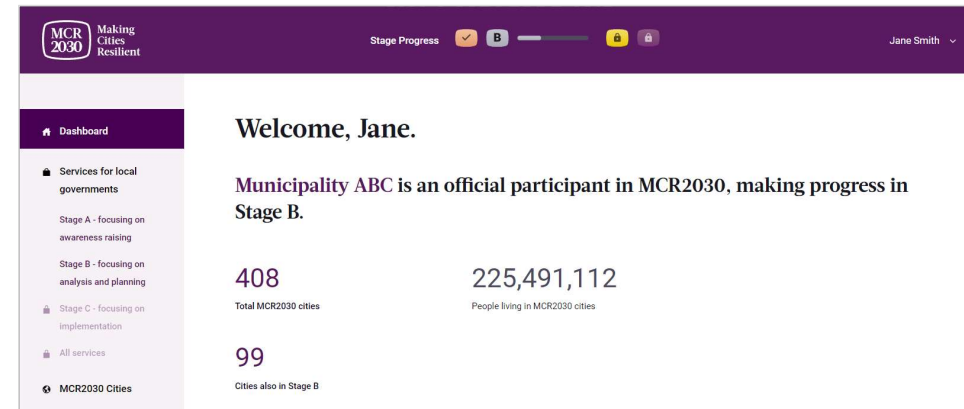 MCR
2030
Making
Cities
Resilient
Stage Progress
B
Jane Smith
Dashboard
Services for local
governments
Stage A - focusing on
awareness raising
Stage B - focusing on
analysis and planning
Stage C - focusing on
implementation
All services
MCR2030 Cities
Welcome, Jane.
Municipality ABC is an official participant in MCR2030, making progress in
Stage B.
408
Total MCR2030 cities
225,491,112
People living in MCR2030 cities
99
Cities also in Stage B